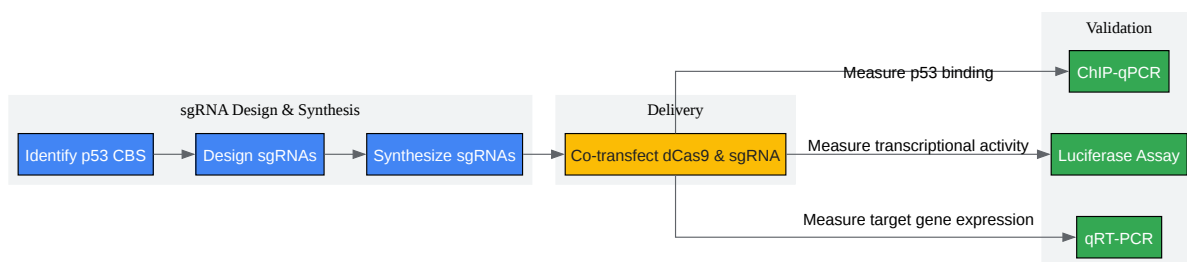 Validation
Measure p53 binding
ChIP-qPCR
sgRNA Design & Synthesis
Delivery
Identify p53 CBS
Design sgRNAs
Synthesize sgRNAs
Co-transfect dCas9 & sgRNA
Measure transcriptional activity
Luciferase Assay
Measure target gene expression
qRT-PCR